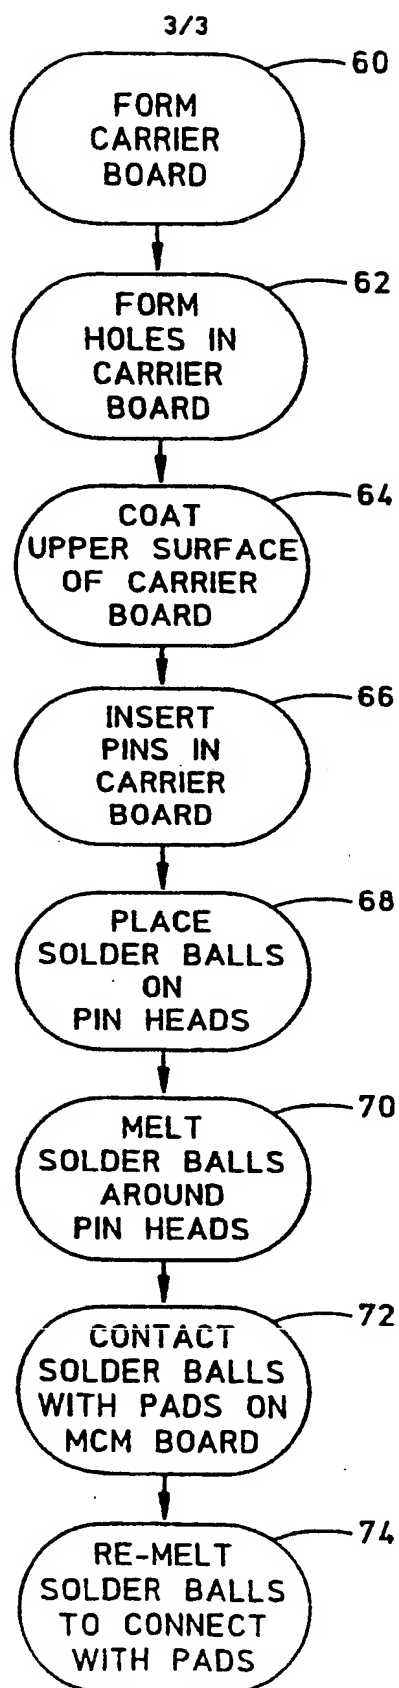 3/3
60
FORM
CARRIER
BOARD
62
FORM
HOLES IN
CARRIER
BOARD
64
COAT
UPPER SURFACE
OF CARRIER
BOARD
66
INSERT
PINS IN
CARRIER
BOARD
68
PLACE
SOLDER BALLS
ON
PIN HEADS
70
MELT
SOLDER BALLS
AROUND
PIN HEADS
72
CONTACT
SOLDER BALLS
WITH PADS ON
MCM BOARD
74
RE-MELT
SOLDER BALLS
TO CONNECT
WITH PADS